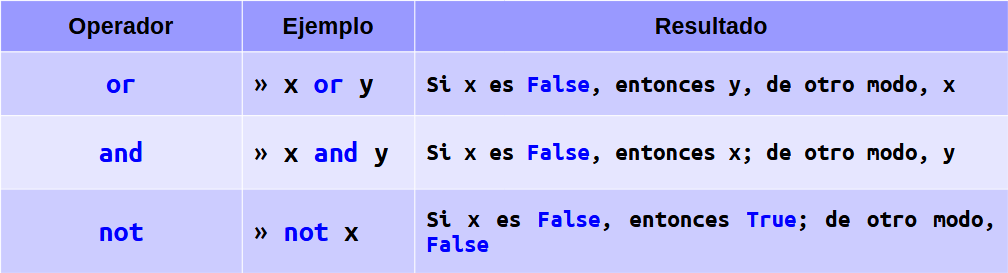 Operador Ejemplo Resultado
or » x or y Si x es False, entonces y, de otro modo, x
and » x and y Si x es False, entonces x; de otro modo, y
not » not x Si x es False, entonces True; de otro modo,
False